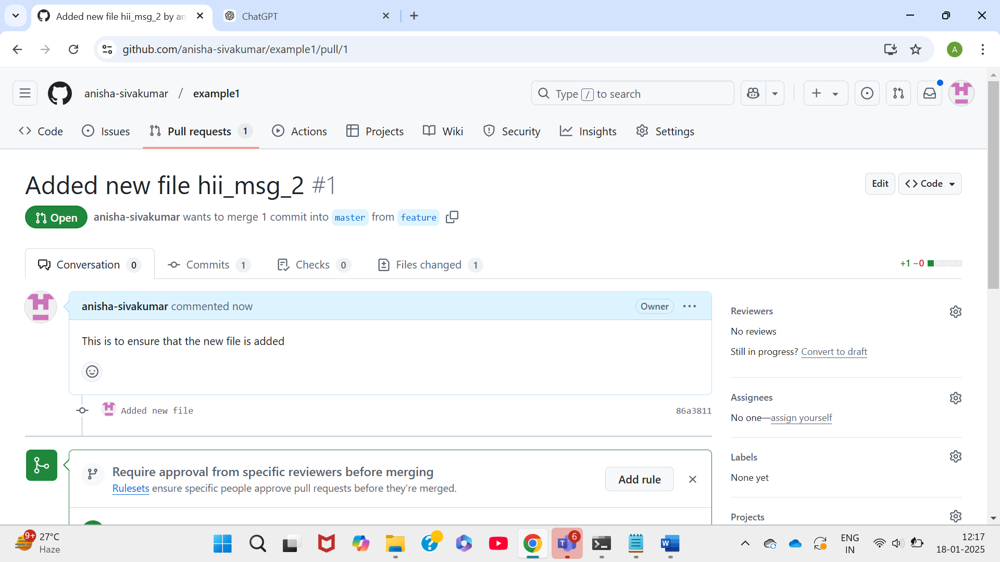 Added new file hii_msg_2 by an
ChatGPT
github.com/anisha-sivakumar/example1/pull/1
A
anisha-sivakumar / example1
Type / to search
Code
Issues
Pull requests 1
Actions
Projects
Wiki
Security
Insights
Settings
Added new file hii_msg_2 #1
Edit
Code
Open
anisha-sivakumar wants to merge 1 commit into master from feature
Conversation 0
Commits 1
Checks 0
Files changed 1
+1 −0
anisha-sivakumar commented now
Owner
This is to ensure that the new file is added
Added new file
86a3811
Require approval from specific reviewers before merging
Rulesets ensure specific people approve pull requests before they're merged.
Add rule
Reviewers
No reviews
Still in progress? Convert to draft
Assignees
No one—assign yourself
Labels
None yet
Projects
9+
27°C
Haze
6
ENG
IN
12:17
18-01-2025